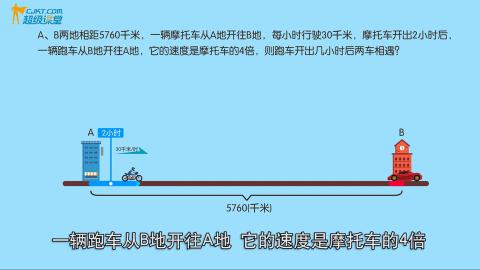 CJKT.COM
超级课堂
A、B两地相距5760千米，一辆摩托车从A地开往B地，每小时行驶30千米，摩托车开出2小时后，
一辆跑车从B地开往A地，它的速度是摩托车的4倍，则跑车开出几小时后两车相遇？
A
2小时
B
30千米/时
5760(千米)
一辆跑车从B地开往A地 它的速度是摩托车的4倍